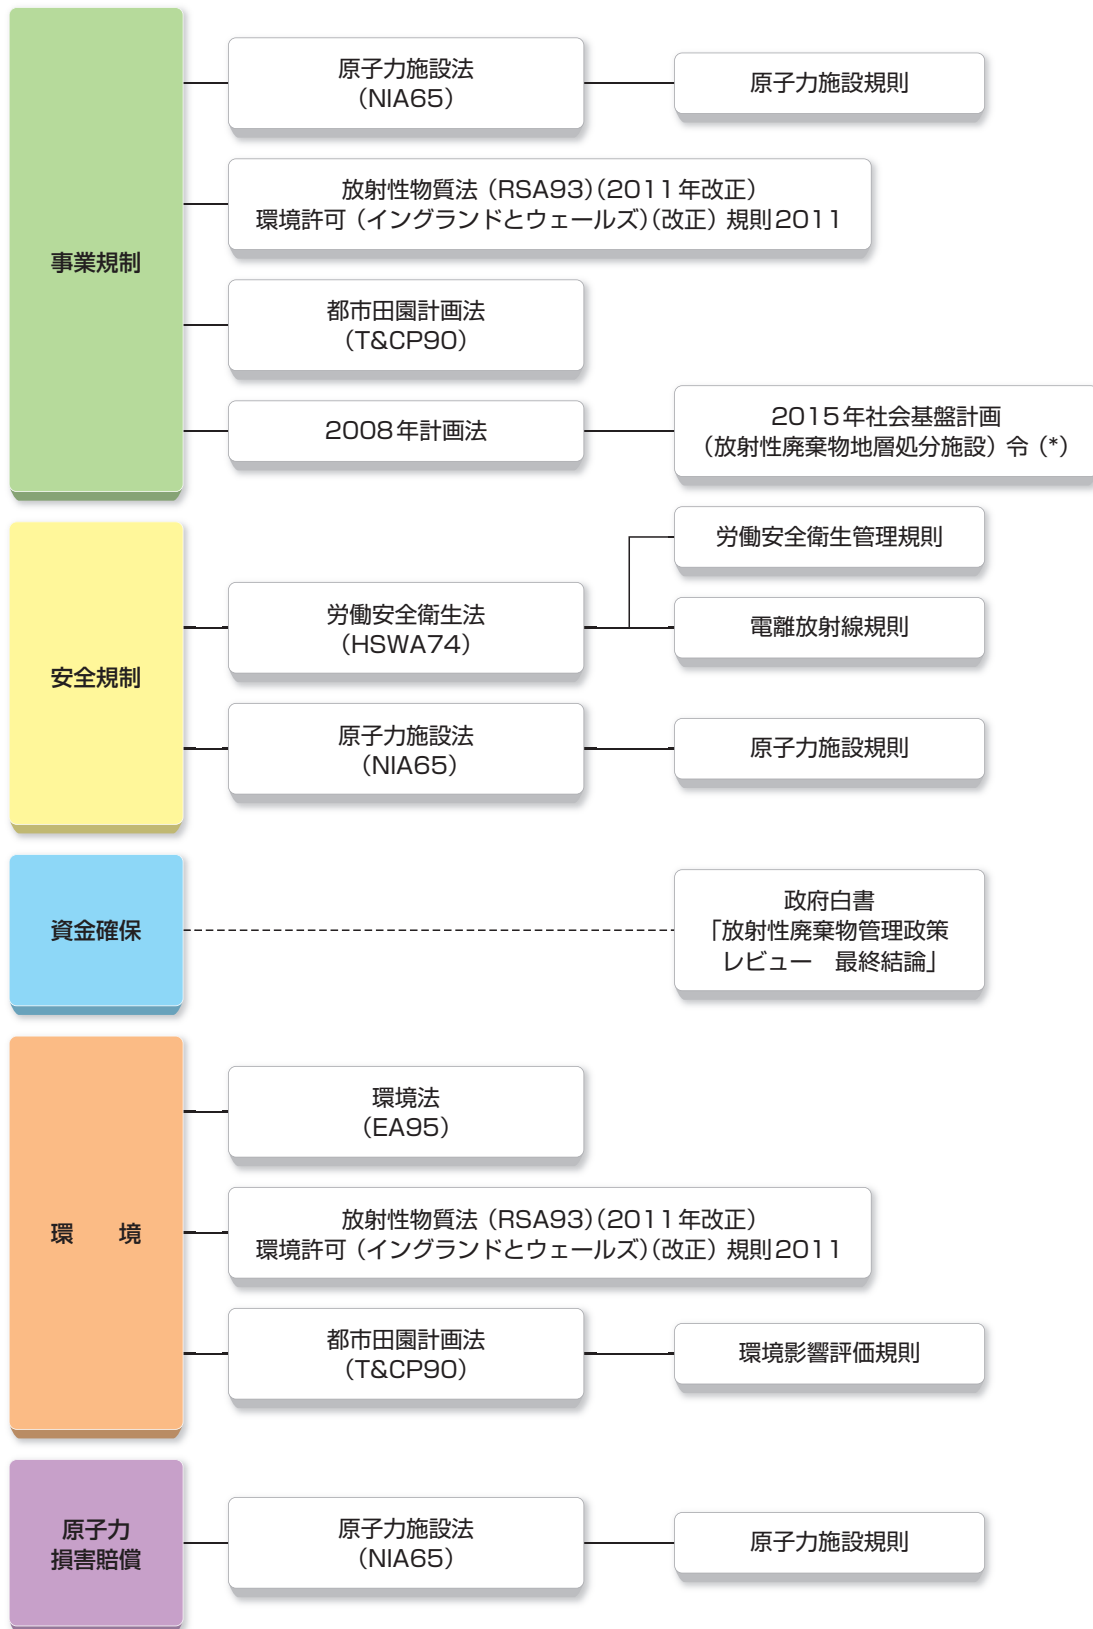 事業規制
原子力施設法
（NIA65）
原子力施設規則
放射性物質法（RSA93）（2011年改正）
環境許可（イングランドとウェールズ）（改正）規則2011
都市田園計画法
（T&CP90）
2008年計画法
2015年社会基盤計画
（放射性廃棄物地層処分施設）令（*）
安全規制
労働安全衛生法
（HSWA74）
労働安全衛生管理規則
電離放射線規則
原子力施設法
（NIA65）
原子力施設規則
資金確保
政府白書
「放射性廃棄物管理政策
レビュー　最終結論」
環　　境
環境法
（EA95）
放射性物質法（RSA93）（2011年改正）
環境許可（イングランドとウェールズ）（改正）規則2011
都市田園計画法
（T&CP90）
環境影響評価規則
原子力
損害賠償
原子力施設法
（NIA65）
原子力施設規則